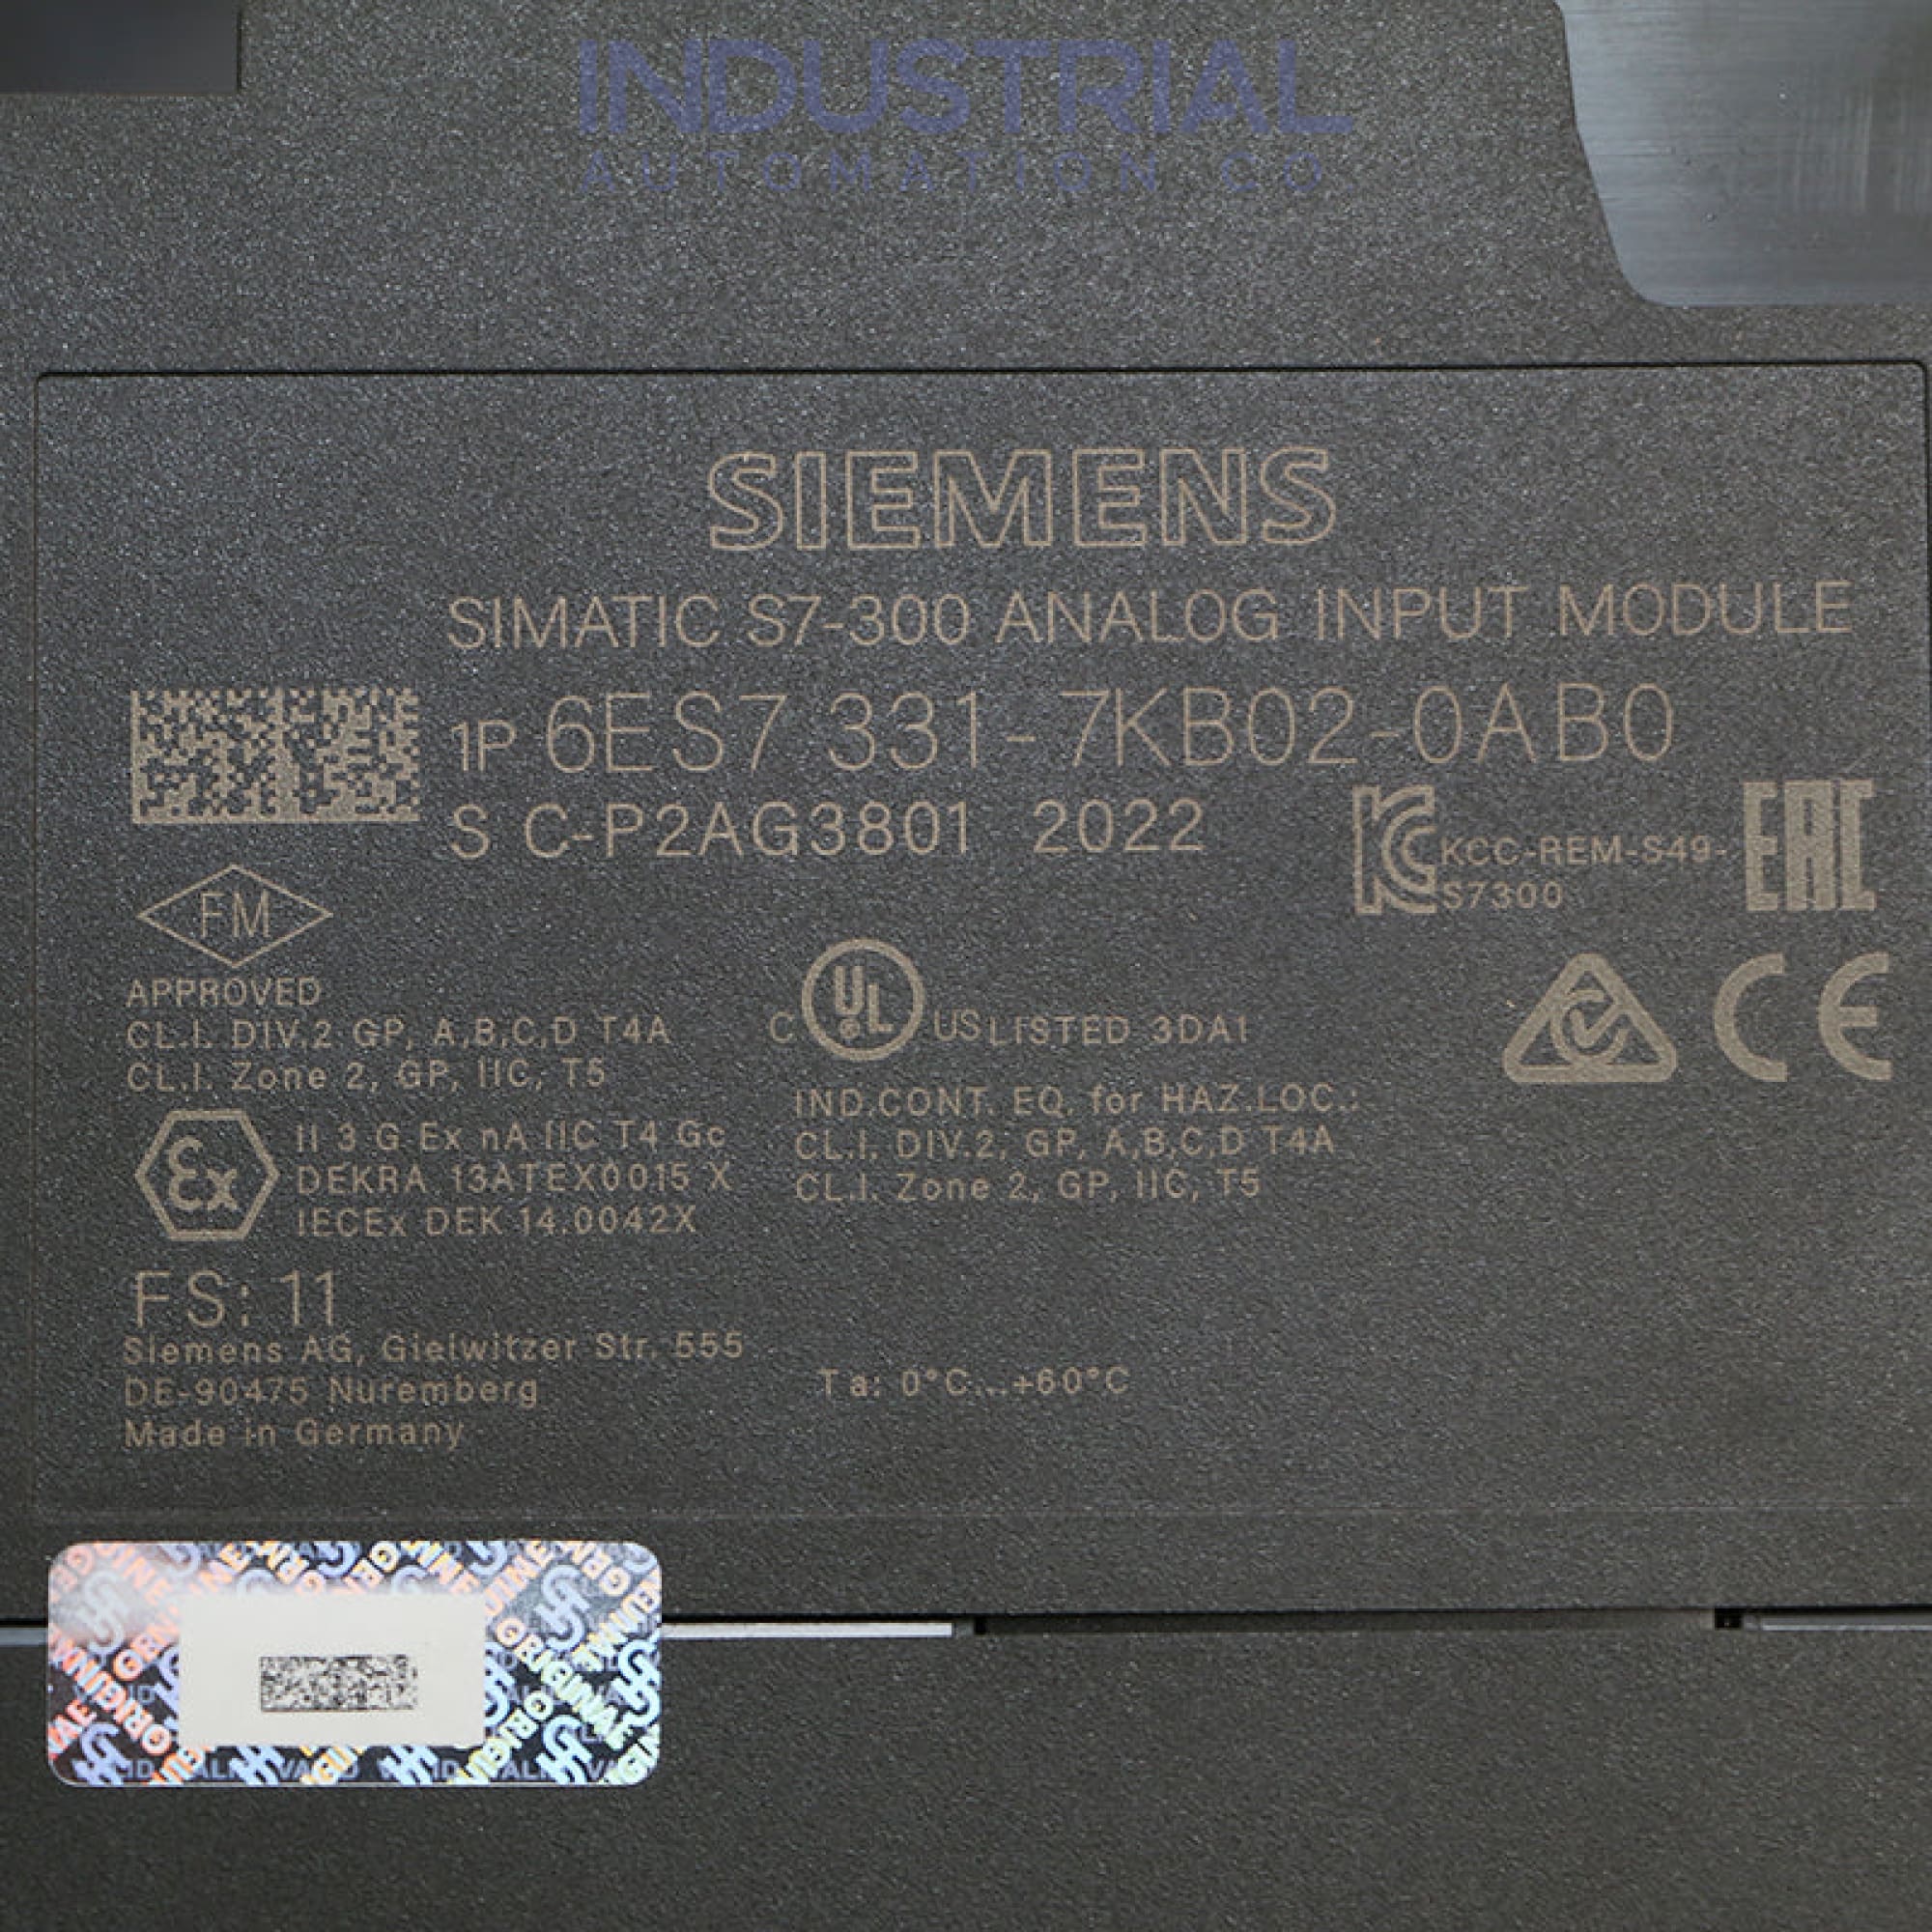 INDUSTRIAL
AUTOMATION CO.
SIEMENS
SIMATIC S7-300 ANALOG INPUT MODULE
1P 6ES7 331-7KB02-0AB0
S C-P2AG3801 2022
KCC-REM-S49-
S7300
EAC
FM
APPROVED
CL.I. DIV.2 GP, A,B,C,D T4A
CL.I. Zone 2, GP, IIC, T5
C UL US LISTED 3DA1
CE
IND.CONT. EQ. for HAZ.LOC.:
CL.I. DIV.2, GP, A,B,C,D T4A
CL.I. Zone 2, GP, IIC, T5
Ex
II 3 G Ex nA IIC T4 Gc
DEKRA 13ATEX0015 X
IECEx DEK 14.0042X
FS: 11
Siemens AG, Gleiwitzer Str. 555
DE-90475 Nuremberg
Made in Germany
Ta: 0°C...+60°C